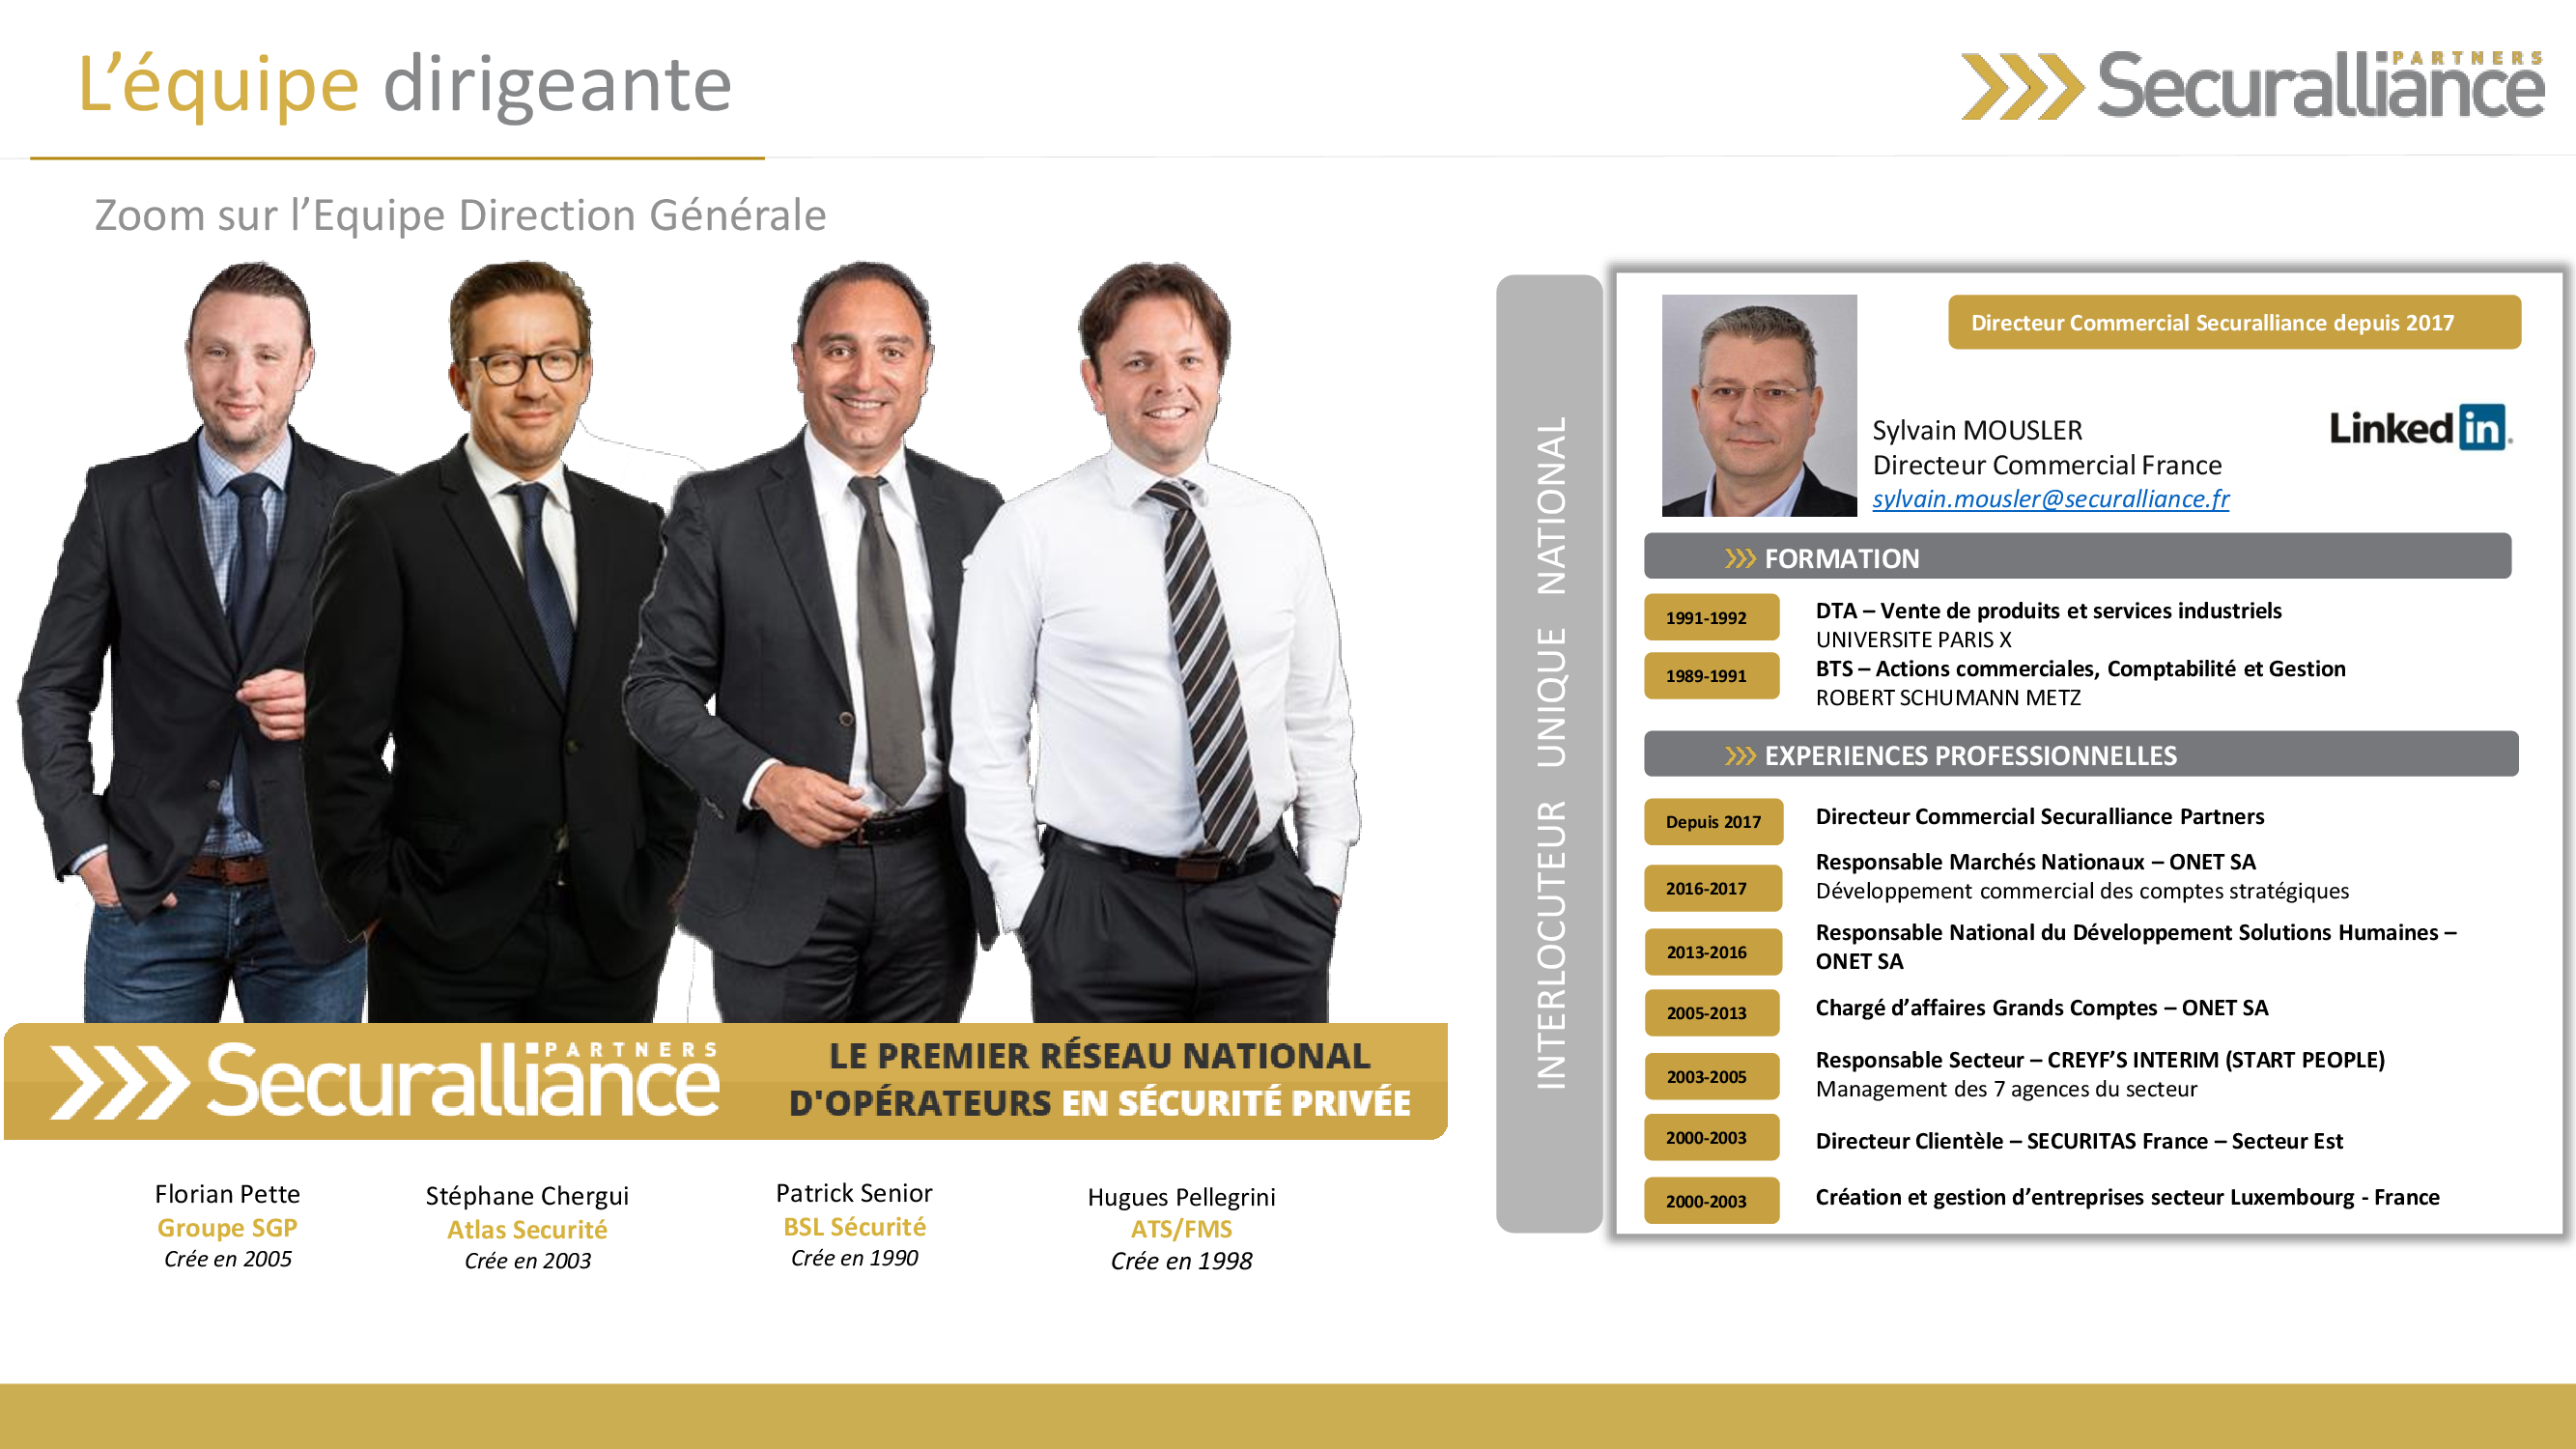 L’équipe dirigeante
PARTNERS
Securalliance
Zoom sur l’Equipe Direction Générale
PARTNERS
Securalliance
LE PREMIER RÉSEAU NATIONAL
D'OPÉRATEURS EN SÉCURITÉ PRIVÉE
Florian Pette
Groupe SGP
Crée en 2005
Stéphane Chergui
Atlas Securité
Crée en 2003
Patrick Senior
BSL Sécurité
Crée en 1990
Hugues Pellegrini
ATS/FMS
Crée en 1998
INTERLOCUTEUR UNIQUE NATIONAL
Directeur Commercial Securalliance depuis 2017
Sylvain MOUSLER
Directeur Commercial France
sylvain.mousler@securalliance.fr
Linked in
FORMATION
1991-1992
DTA – Vente de produits et services industriels
UNIVERSITE PARIS X
1989-1991
BTS – Actions commerciales, Comptabilité et Gestion
ROBERT SCHUMANN METZ
EXPERIENCES PROFESSIONNELLES
Depuis 2017
Directeur Commercial Securalliance Partners
2016-2017
Responsable Marchés Nationaux – ONET SA
Développement commercial des comptes stratégiques
2013-2016
Responsable National du Développement Solutions Humaines –
ONET SA
2005-2013
Chargé d’affaires Grands Comptes – ONET SA
2003-2005
Responsable Secteur – CREYF’S INTERIM (START PEOPLE)
Management des 7 agences du secteur
2000-2003
Directeur Clientèle – SECURITAS France – Secteur Est
2000-2003
Création et gestion d’entreprises secteur Luxembourg - France